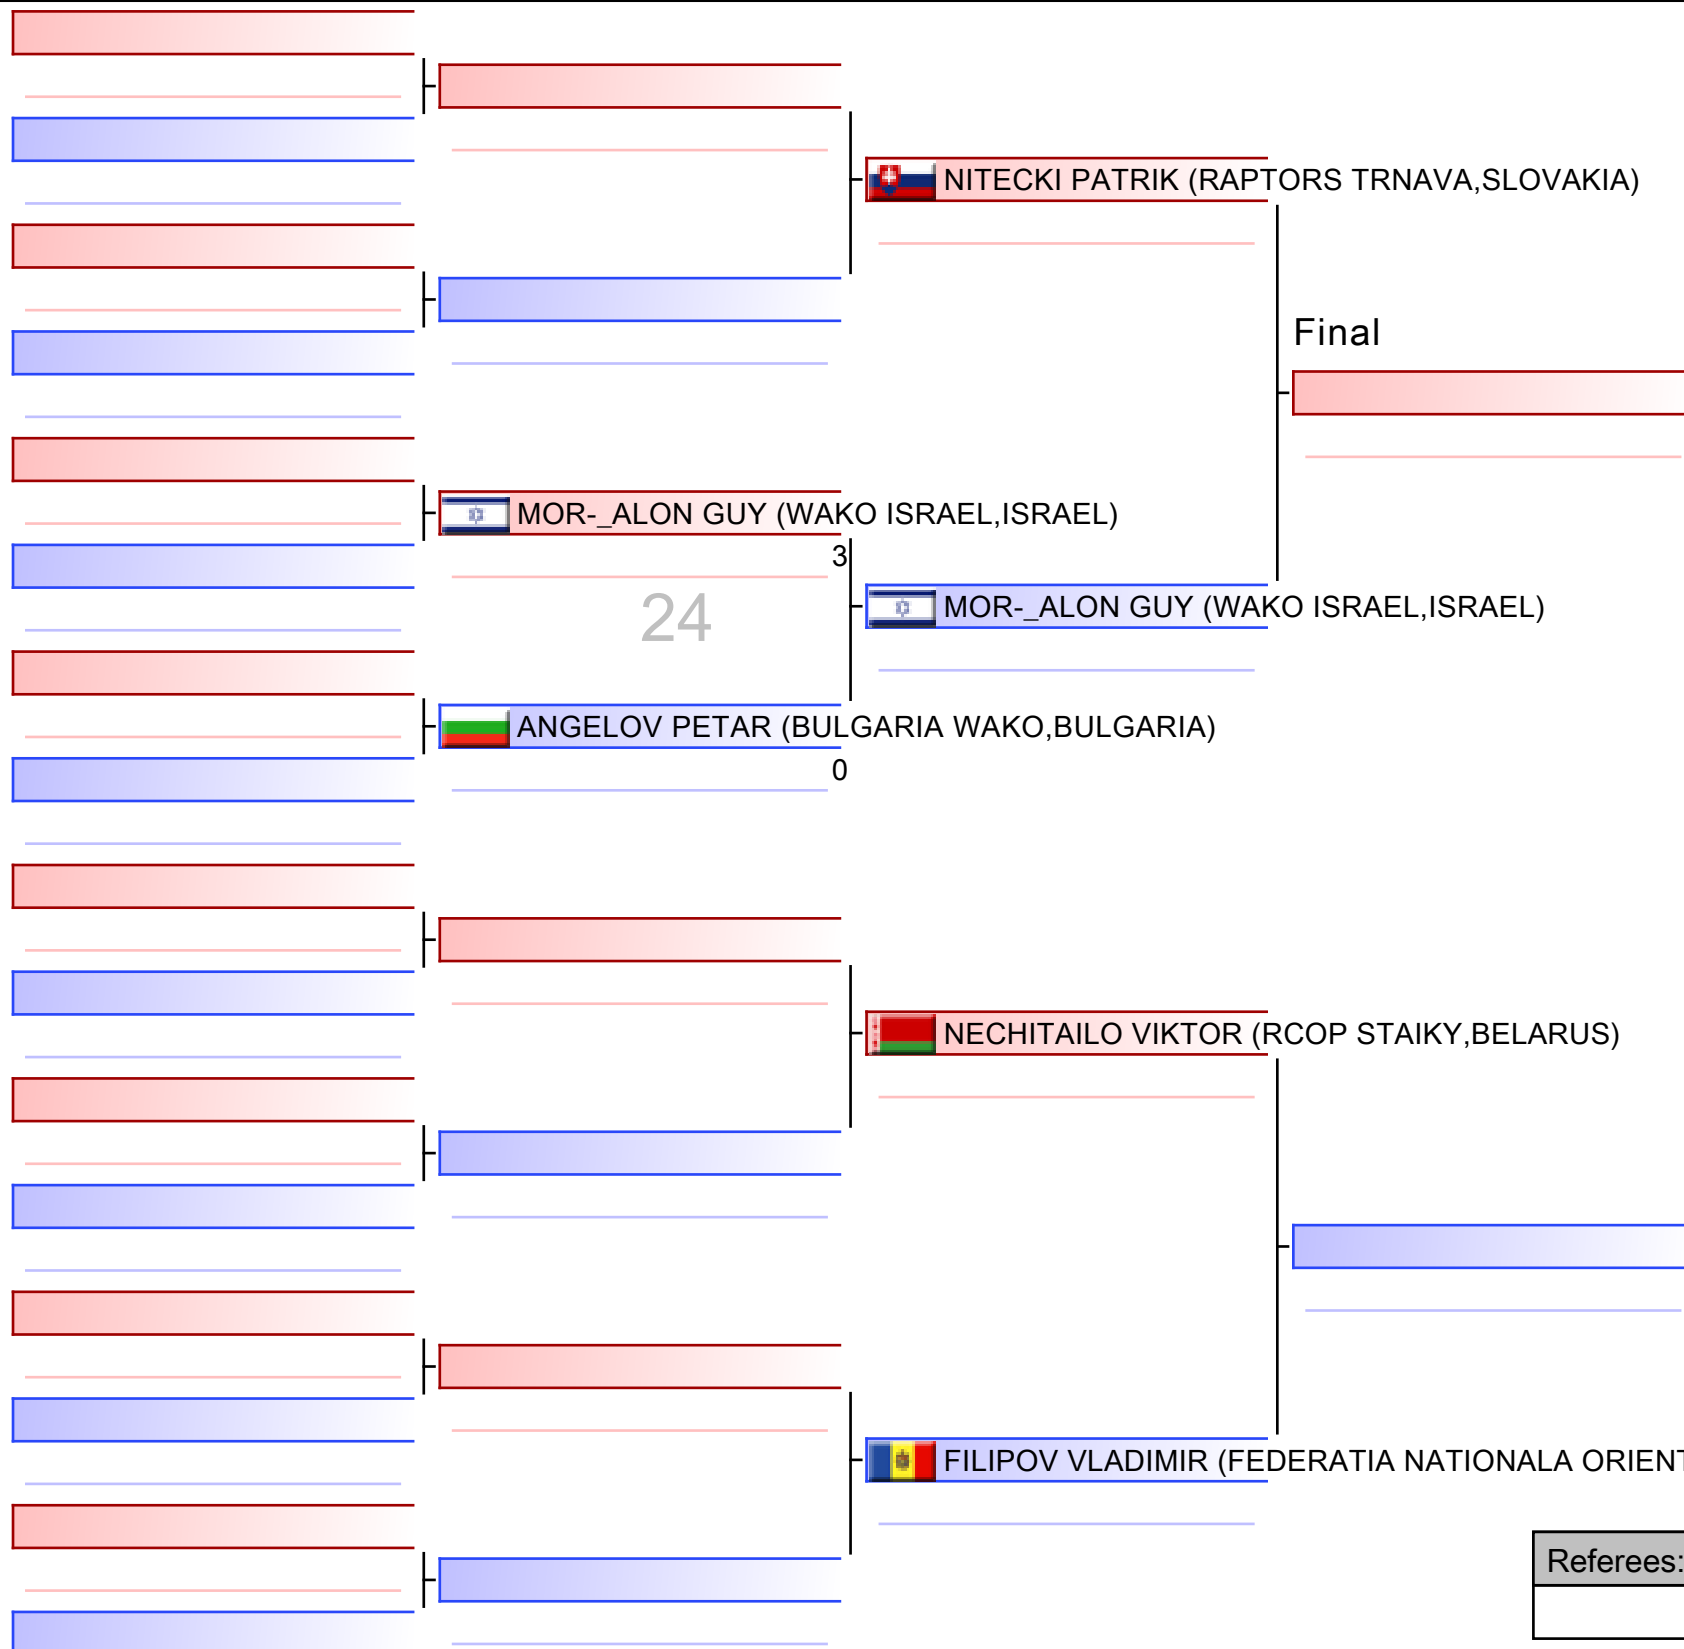 NITECKI PATRIK (RAPTORS TRNAVA,SLOVAKIA)
Final
MOR-_ALON GUY (WAKO ISRAEL,ISRAEL)
3
24
MOR-_ALON GUY (WAKO ISRAEL,ISRAEL)
ANGELOV PETAR (BULGARIA WAKO,BULGARIA)
0
NECHITAILO VIKTOR (RCOP STAIKY,BELARUS)
FILIPOV VLADIMIR (FEDERATIA NATIONALA ORIENT
Referees: